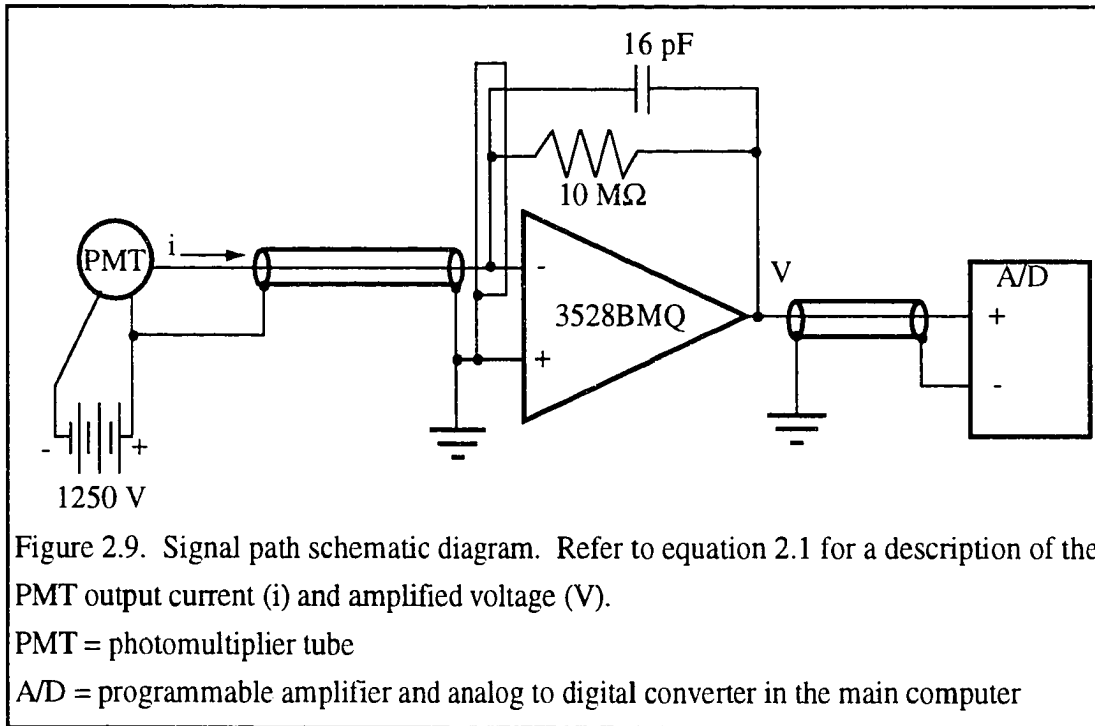 16 pF
10 MΩ
PMT
i
-
+
3528BMQ
V
A/D
+
-
-
+
1250 V
Figure 2.9. Signal path schematic diagram. Refer to equation 2.1 for a description of the
PMT output current (i) and amplified voltage (V).
PMT = photomultiplier tube
A/D = programmable amplifier and analog to digital converter in the main computer